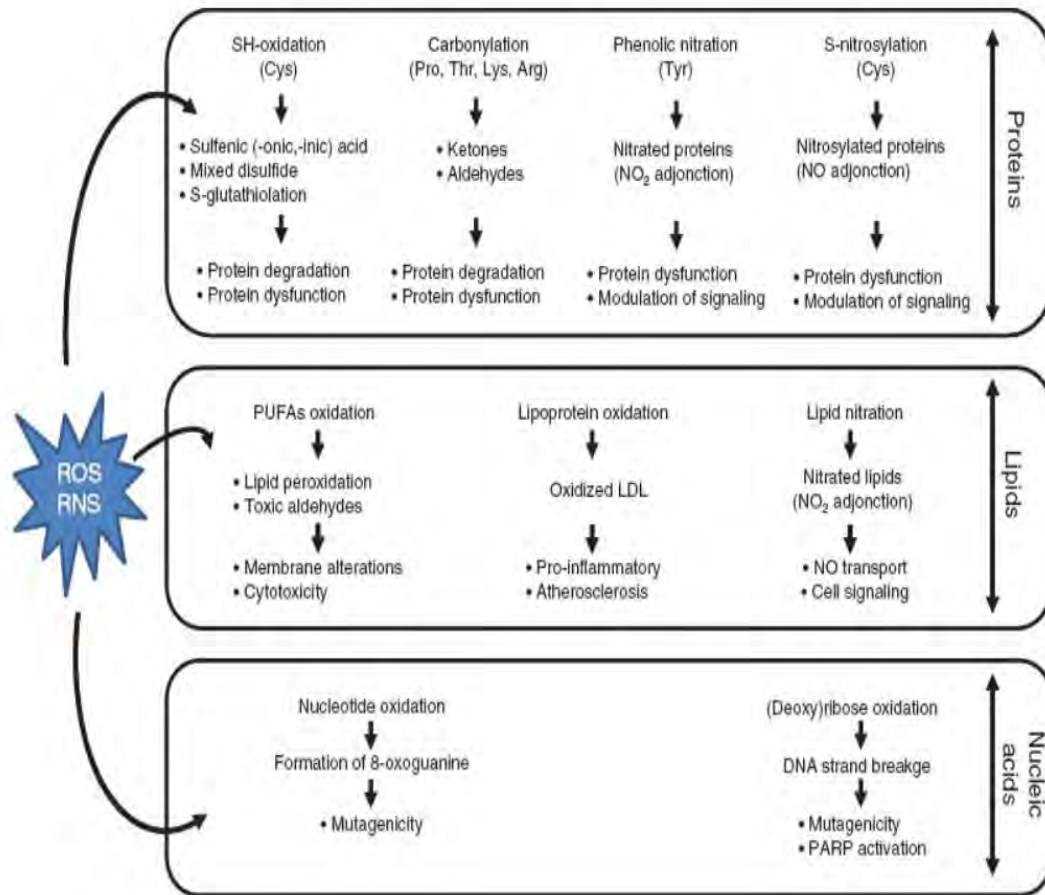 SH-oxidation
(Cys)
• Sulfenic (-onic,-inic) acid
• Mixed disulfide
• S-glutathiolation
• Protein degradation
• Protein dysfunction
Carbonylation
(Pro, Thr, Lys, Arg)
• Ketones
• Aldehydes
• Protein degradation
• Protein dysfunction
Phenolic nitration
(Tyr)
Nitrated proteins
(NO₂ adjonction)
• Protein dysfunction
• Modulation of signaling
S-nitrosylation
(Cys)
Nitrosylated proteins
(NO adjonction)
• Protein dysfunction
• Modulation of signaling
Proteins
ROS
RNS
PUFAs oxidation
• Lipid peroxidation
• Toxic aldehydes
• Membrane alterations
• Cytotoxicity
Lipoprotein oxidation
Oxidized LDL
• Pro-inflammatory
• Atherosclerosis
Lipid nitration
Nitrated lipids
(NO₂ adjonction)
• NO transport
• Cell signaling
Lipids
Nucleotide oxidation
Formation of 8-oxoguanine
• Mutagenicity
(Deoxy)ribose oxidation
DNA strand breakge
• Mutagenicity
• PARP activation
Nucleic
acids